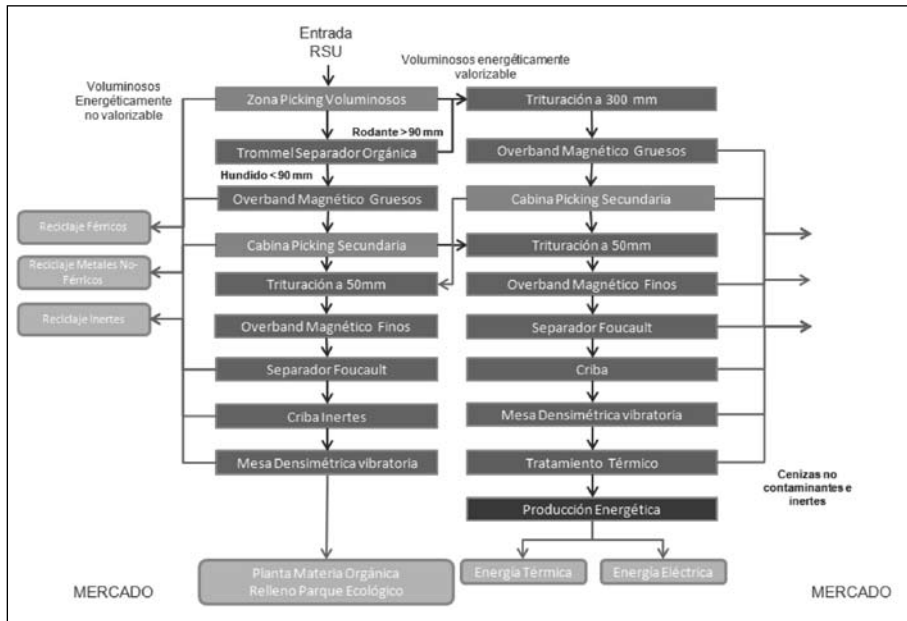 Entrada
RSU
Voluminosos energéticamente
valorizable
Voluminosos
Energéticamente
no valorizable
Zona Picking Voluminosos
Trituración a 300 mm
Rodante > 90 mm
Trommel Separador Orgánica
Overband Magnético Gruesos
Hundido < 90 mm
Overband Magnético Gruesos
Cabina Picking Secundaria
Reciclaje Férricos
Cabina Picking Secundaria
Trituración a 50mm
Reciclaje Metales No-
Férricos
Trituración a 50mm
Overband Magnético Finos
Reciclaje Inertes
Overband Magnético Finos
Separador Foucault
Separador Foucault
Criba
Criba Inertes
Mesa Densimétrica vibratoria
Mesa Densimétrica vibratoria
Tratamiento Térmico
Cenizas no
contaminantes e
inertes
Producción Energética
Planta Materia Orgánica
Relleno Parque Ecológico
Energía Térmica
Energía Eléctrica
MERCADO
MERCADO